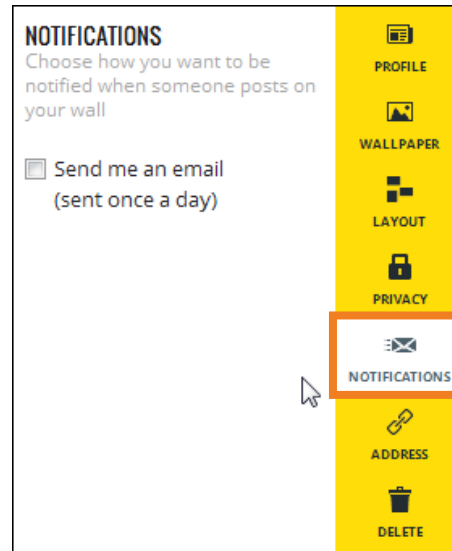 NOTIFICATIONS
Choose how you want to be
notified when someone posts on
your wall
Send me an email
(sent once a day)
PROFILE
WALLPAPER
LAYOUT
PRIVACY
NOTIFICATIONS
ADDRESS
DELETE